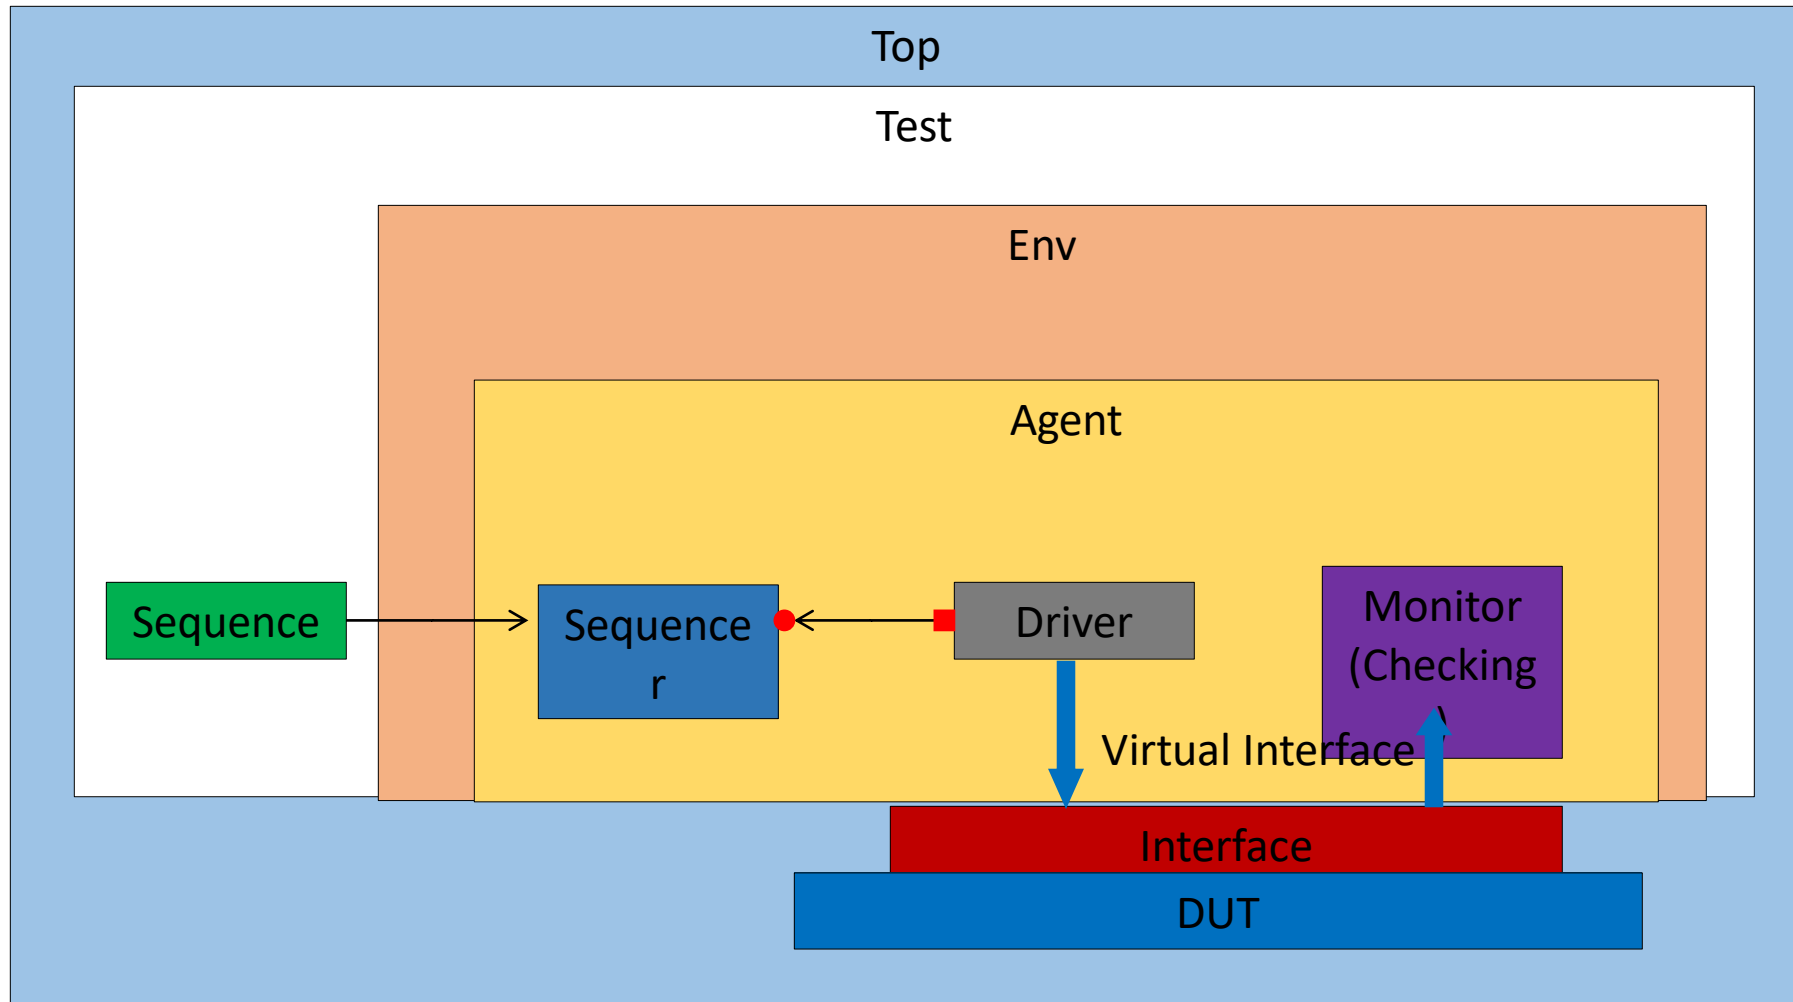 Top
Test
Env
Agent
Sequence
Sequence
r
Driver
Monitor
(Checking
)
Virtual Interface
Interface
DUT